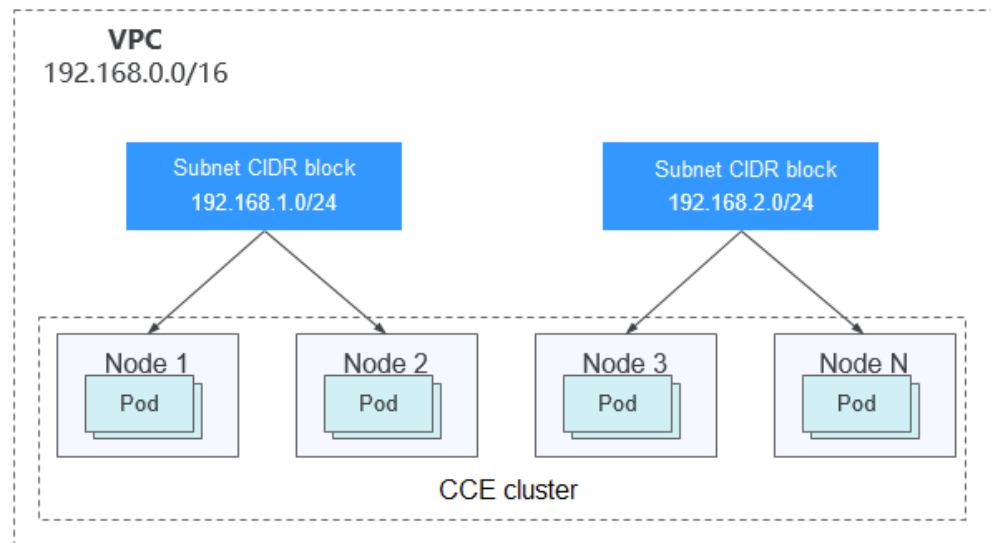 VPC
192.168.0.0/16
Subnet CIDR block
192.168.1.0/24
Subnet CIDR block
192.168.2.0/24
Node 1
Pod
Node 2
Pod
Node 3
Pod
Node N
Pod
CCE cluster